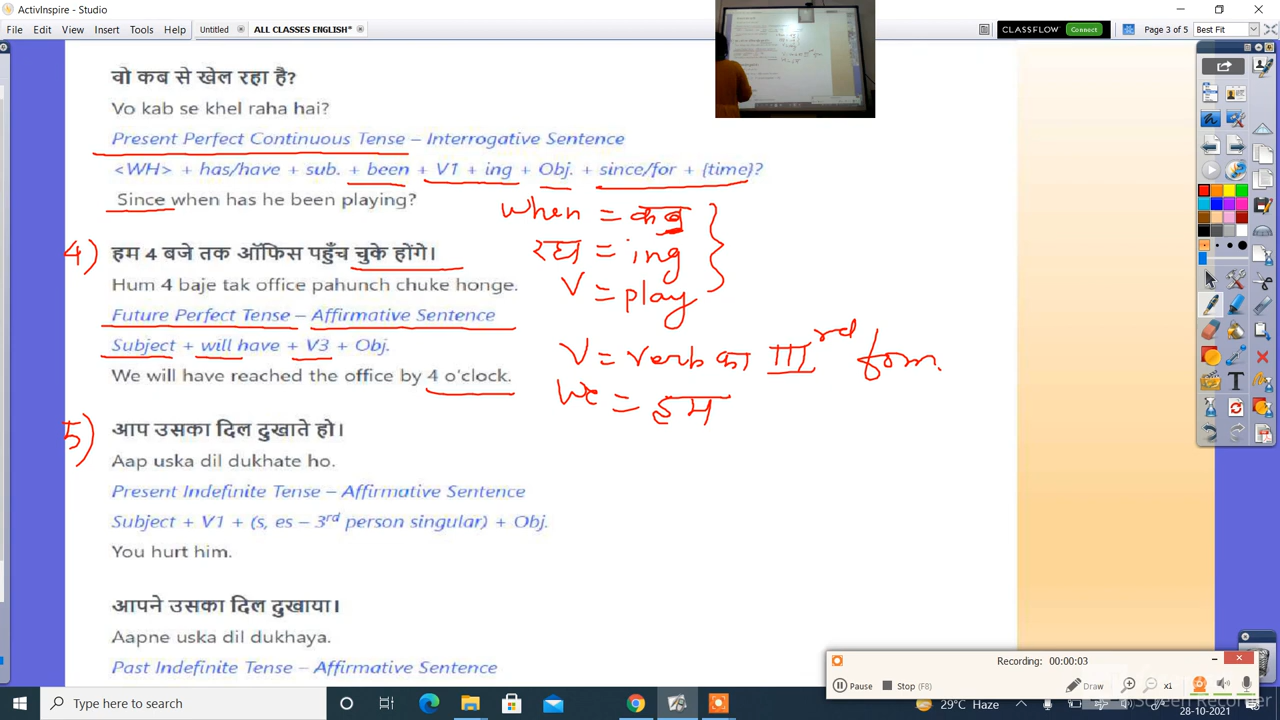 ActivInspire - Studio
File Edit View Insert Tools Help
Untitled
ALL CLASSES ENGLISH*
CLASSFLOW
Connect
Page 3 of 5
Best Fit
वो कब से खेल रहा है?
Vo kab se khel raha hai?
Present Perfect Continuous Tense – Interrogative Sentence
<WH> + has/have + sub. + been + V1 + ing + Obj. + since/for + {time}?
Since when has he been playing?
when = कब
रहा = ing
V = play
4) हम 4 बजे तक ऑफिस पहुँच चुके होंगे।
Hum 4 baje tak office pahunch chuke honge.
Future Perfect Tense – Affirmative Sentence
Subject + will have + V3 + Obj.
We will have reached the office by 4 o'clock.
V = verb का IIIrd form
We = हम
5) आप उसका दिल दुखाते हो।
Aap uska dil dukhate ho.
Present Indefinite Tense – Affirmative Sentence
Subject + V1 + (s, es – 3rd person singular) + Obj.
You hurt him.
आपने उसका दिल दुखाया।
Aapne uska dil dukhaya.
Past Indefinite Tense – Affirmative Sentence
Recording: 00:00:03
Pause
Stop (F8)
Draw
x1
Type here to search
29°C Haze
28-10-2021